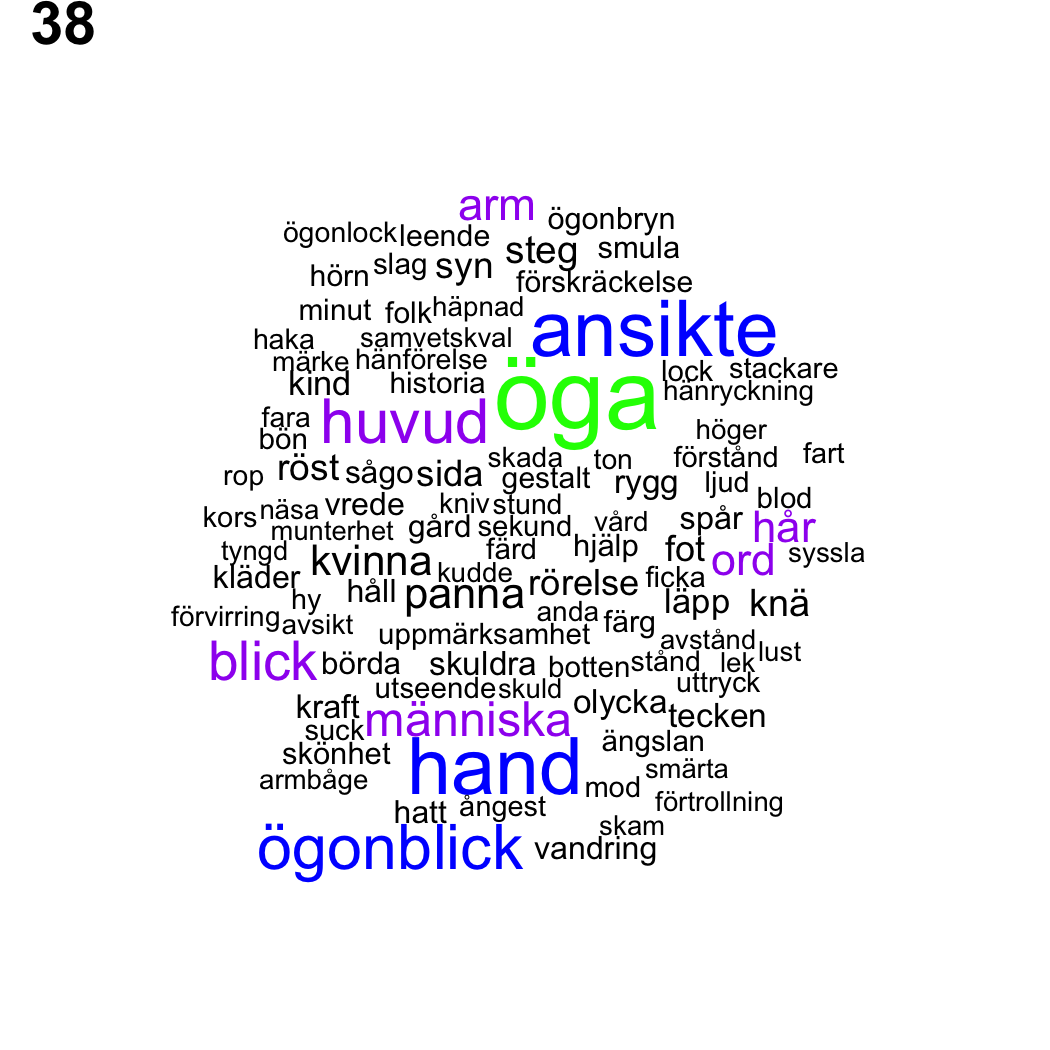 38
arm ögonbryn
ögonlock leende steg smula
hörn slag syn förskräckelse
minut folk häpnad ansikte
haka samvetskval
märke hänförelse öga lock stackare
kind historia hänryckning
fara huvud höger
bön skada ton förstånd fart
rop röst sågo sida gestalt rygg ljud
kors näsa vrede kniv stund blod
munterhet gård sekund vård spår hår
tyngd kvinna färd hjälp fot ord syssla
kläder kudde rörelse ficka
hy håll panna läpp knä
förvirring avsikt anda färg
uppmärksamhet avstånd
blick börda skuldra botten stånd lek lust
utseende skuld uttryck
kraft människa olycka tecken
suck ängslan
skönhet hand smärta
armbåge mod
hatt ångest förtrollning
skam
ögonblick vandring